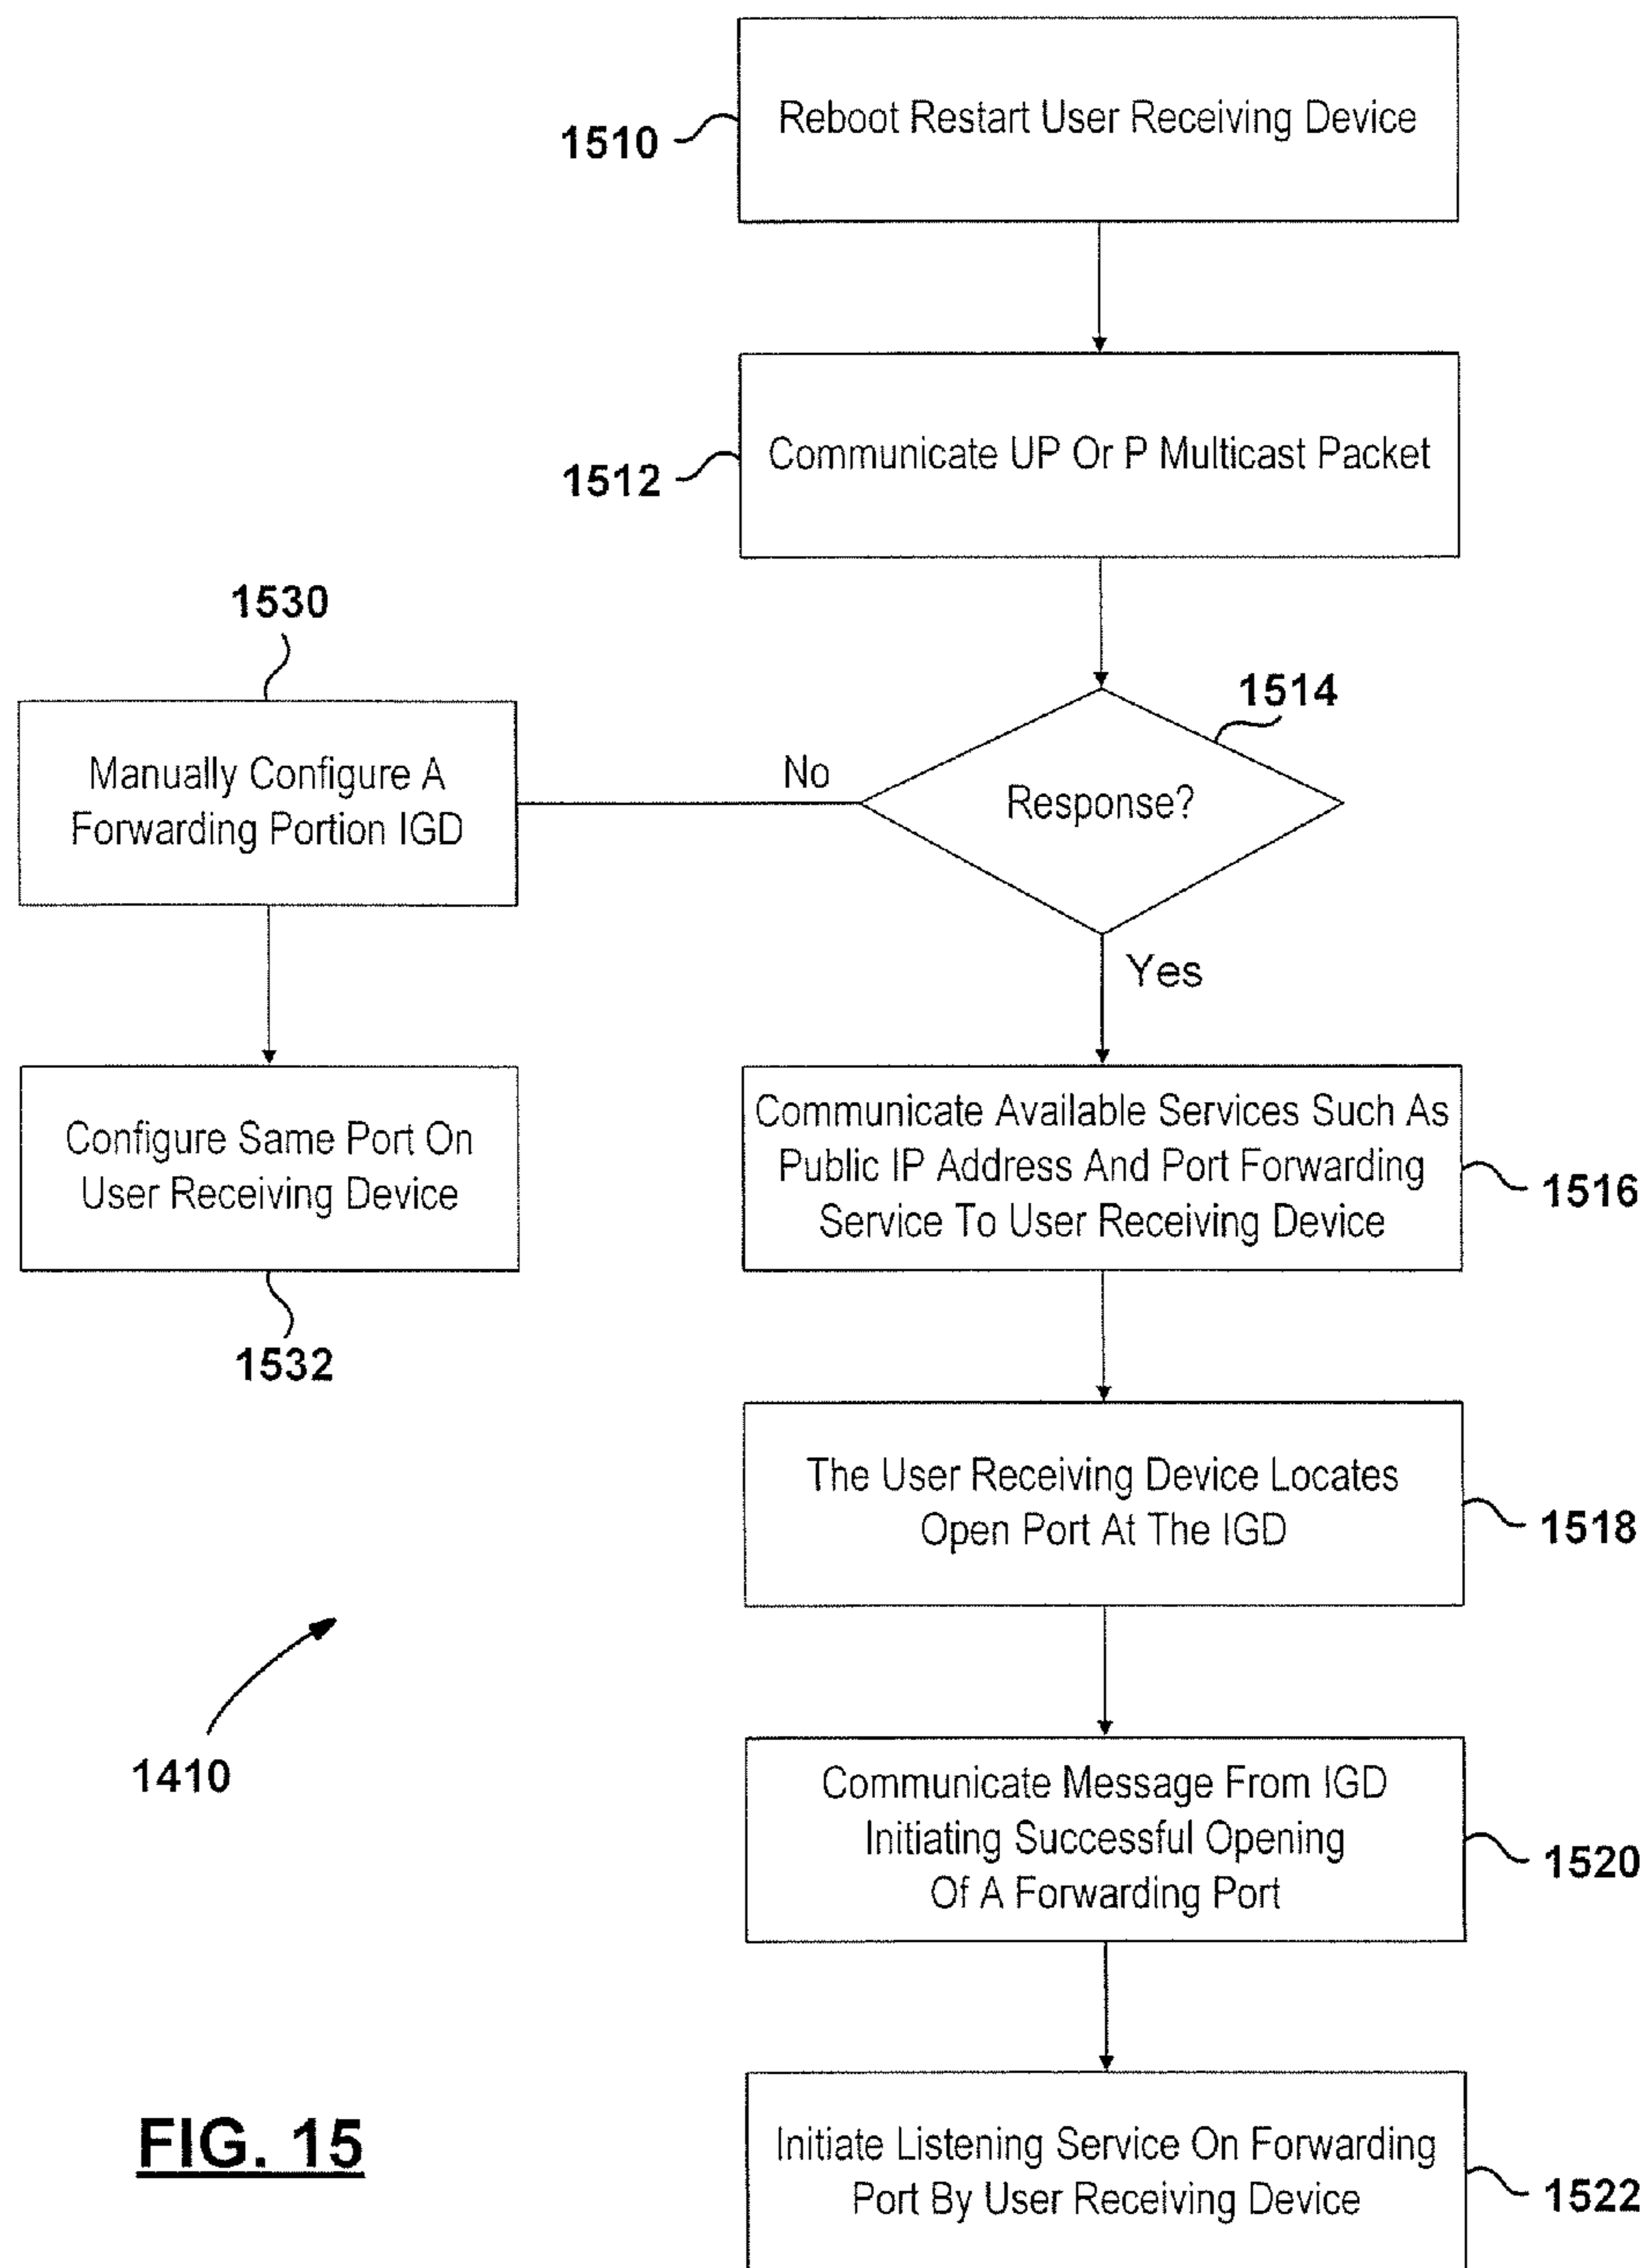 Reboot Restart User Receiving Device
1510
Communicate UP Or P Multicast Packet
1512
1530
1514
Manually Configure A
Forwarding Portion IGD
No
Response?
Yes
Configure Same Port On
User Receiving Device
1532
Communicate Available Services Such As
Public IP Address And Port Forwarding
Service To User Receiving Device
1516
The User Receiving Device Locates
Open Port At The IGD
1518
1410
Communicate Message From IGD
Initiating Successful Opening
Of A Forwarding Port
1520
FIG. 15
Initiate Listening Service On Forwarding
Port By User Receiving Device
1522